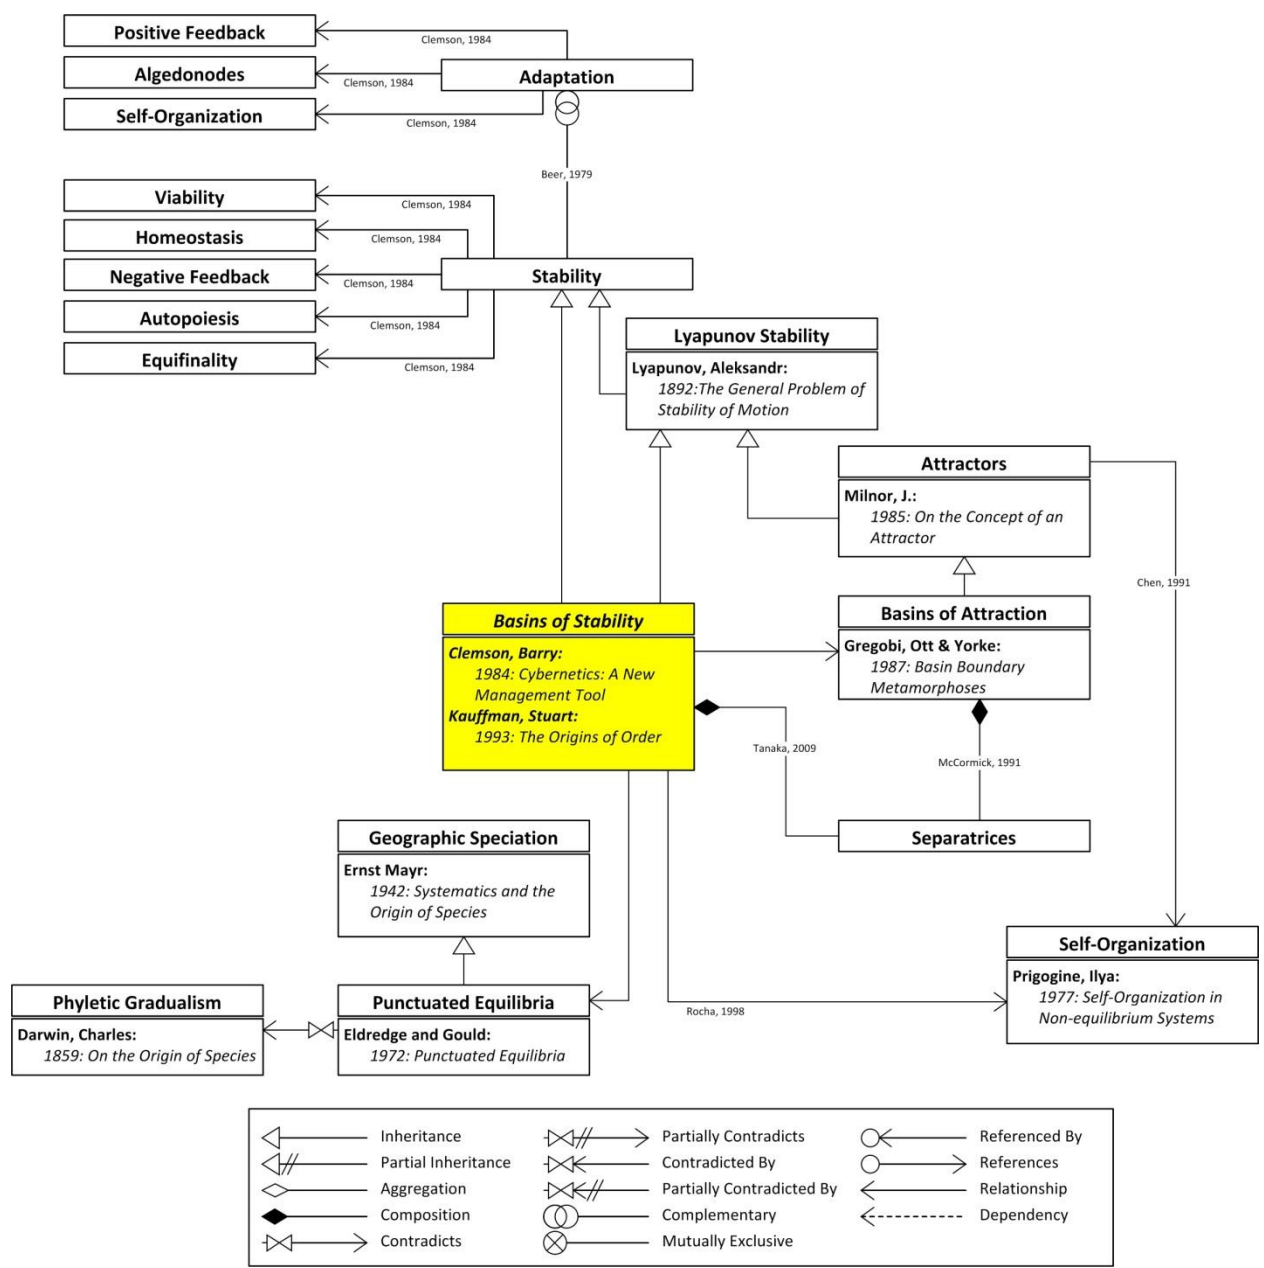 Positive Feedback
Clemson, 1984
Algedonodes
Clemson, 1984
Adaptation
Self-Organization
Clemson, 1984
Beer, 1979
Viability
Clemson, 1984
Homeostasis
Clemson, 1984
Negative Feedback
Clemson, 1984
Stability
Autopoiesis
Clemson, 1984
Equifinality
Clemson, 1984
Lyapunov Stability
Lyapunov, Aleksandr:
1892:The General Problem of
Stability of Motion
Attractors
Milnor, J.:
1985: On the Concept of an
Attractor
Chen, 1991
Basins of Stability
Clemson, Barry:
1984: Cybernetics: A New
Management Tool
Kauffman, Stuart:
1993: The Origins of Order
Basins of Attraction
Gregobi, Ott & Yorke:
1987: Basin Boundary
Metamorphoses
Tanaka, 2009
McCormick, 1991
Separatrices
Geographic Speciation
Ernst Mayr:
1942: Systematics and the
Origin of Species
Self-Organization
Prigogine, Ilya:
1977: Self-Organization in
Non-equilibrium Systems
Rocha, 1998
Phyletic Gradualism
Darwin, Charles:
1859: On the Origin of Species
Punctuated Equilibria
Eldredge and Gould:
1972: Punctuated Equilibria
Inheritance
Partial Inheritance
Aggregation
Composition
Contradicts
Partially Contradicts
Contradicted By
Partially Contradicted By
Complementary
Mutually Exclusive
Referenced By
References
Relationship
Dependency